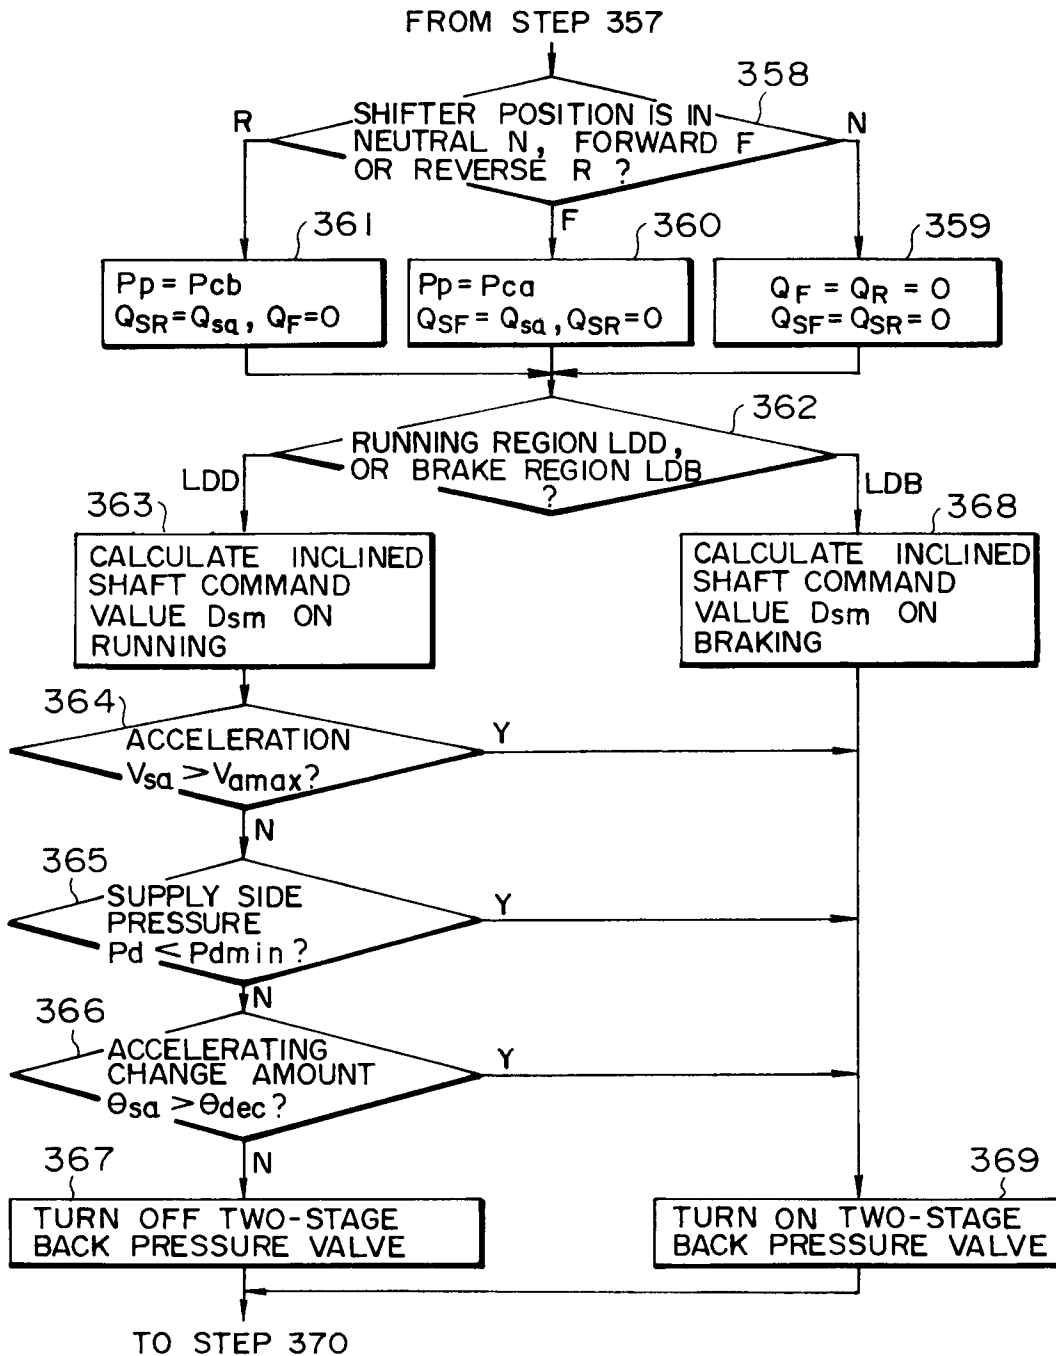 FROM STEP 357
358
SHIFTER POSITION IS IN
NEUTRAL N, FORWARD F
OR REVERSE R ?
R
N
F
361
360
359
Pp = Pcb
QSR = Qsa, QF = 0
Pp = Pca
QSF = Qsa, QSR = 0
QF = QR = 0
QSF = QSR = 0
362
RUNNING REGION LDD,
OR BRAKE REGION LDB
?
LDD
LDB
363
368
CALCULATE INCLINED
SHAFT COMMAND
VALUE Dsm ON
RUNNING
CALCULATE INCLINED
SHAFT COMMAND
VALUE Dsm ON
BRAKING
364
ACCELERATION
Vsa > Vamax?
Y
N
365
SUPPLY SIDE
PRESSURE
Pd < Pdmin?
Y
N
366
ACCELERATING
CHANGE AMOUNT
θsa > θdec?
Y
N
367
369
TURN OFF TWO-STAGE
BACK PRESSURE VALVE
TURN ON TWO-STAGE
BACK PRESSURE VALVE
TO STEP 370